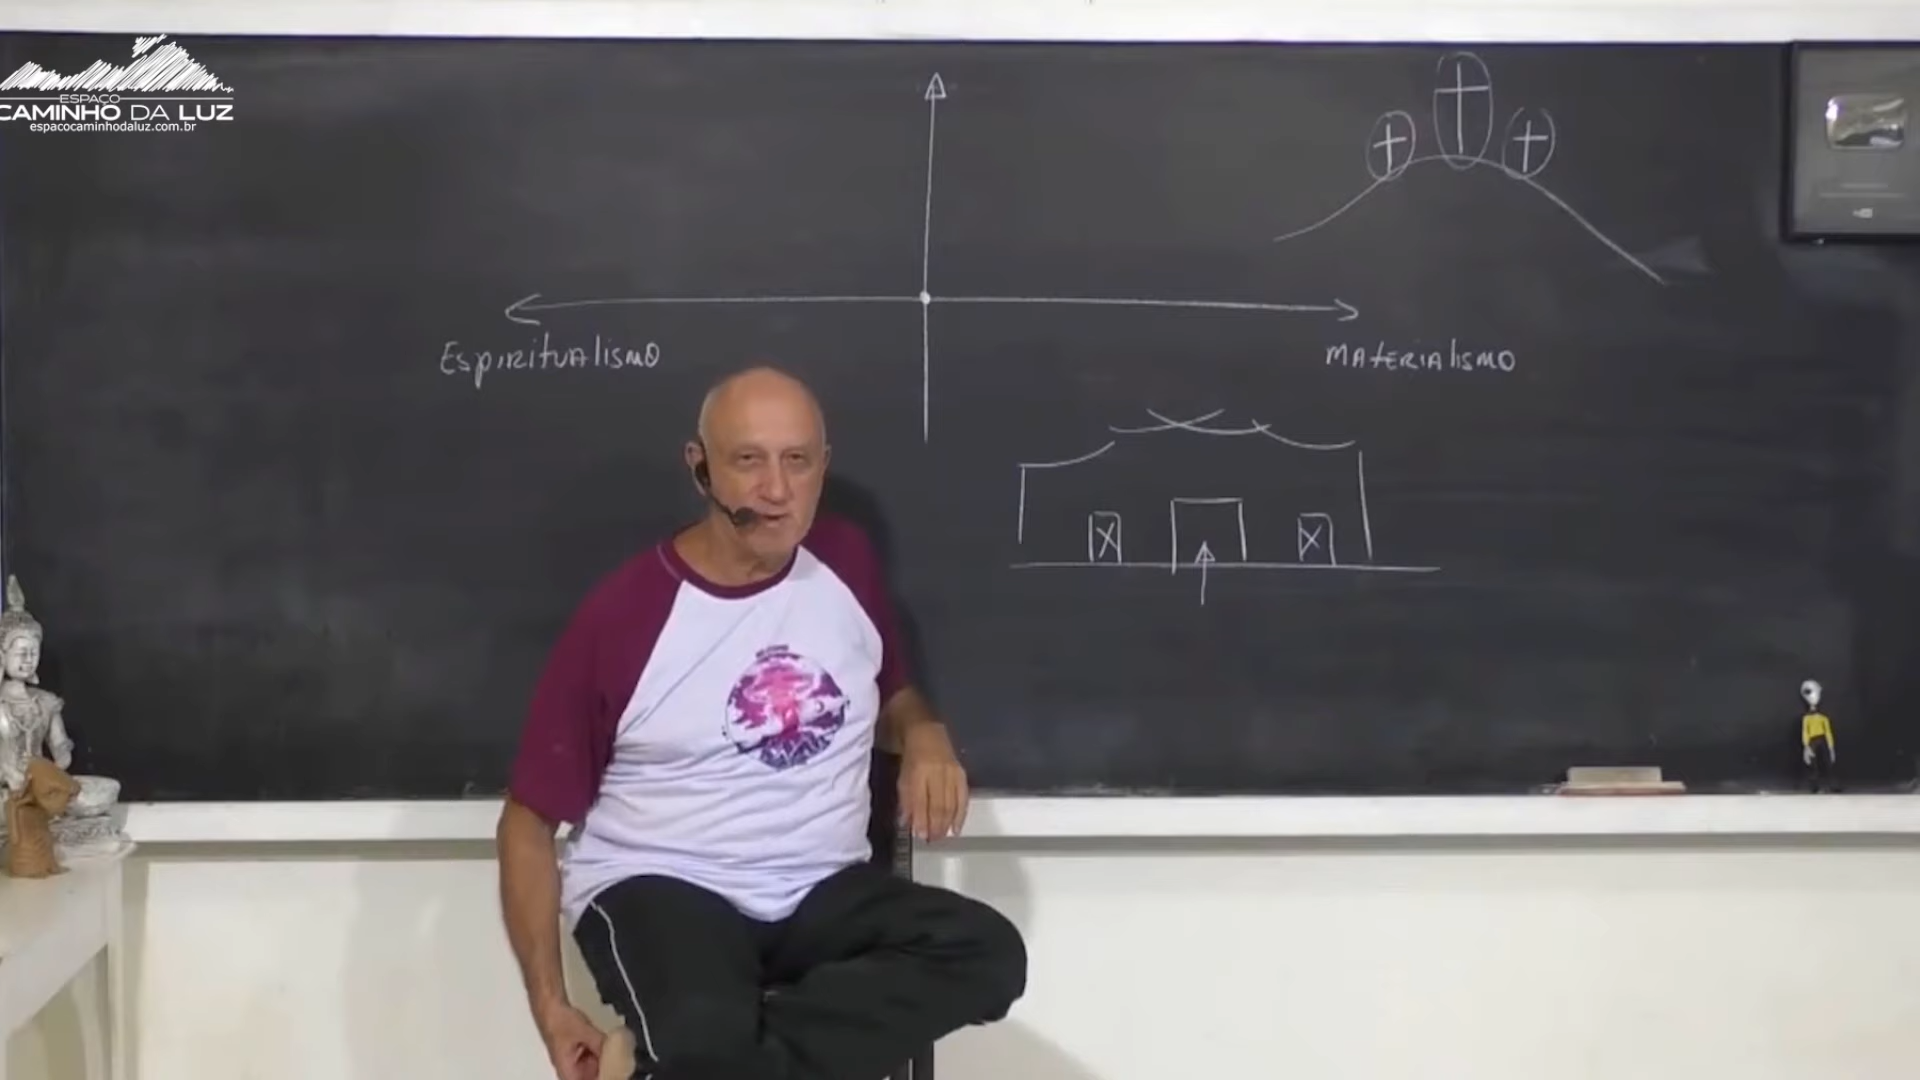 ESPAÇO
CAMINHO DA LUZ
espacocaminhodaluz.com.br
Espiritualismo
Materialismo